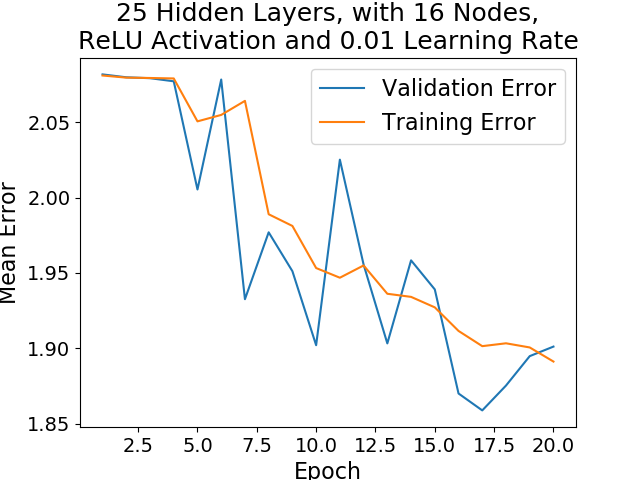 25 Hidden Layers, with 16 Nodes,
ReLU Activation and 0.01 Learning Rate
Validation Error
Training Error
Mean Error
2.05
2.00
1.95
1.90
1.85
2.5 5.0 7.5 10.0 12.5 15.0 17.5 20.0
Epoch